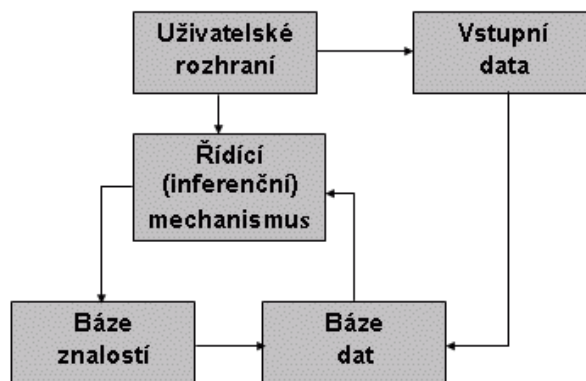 Uživatelské
rozhraní
Vstupní
data
Řídící
(inferenční)
mechanismus
Báze
znalostí
Báze
dat